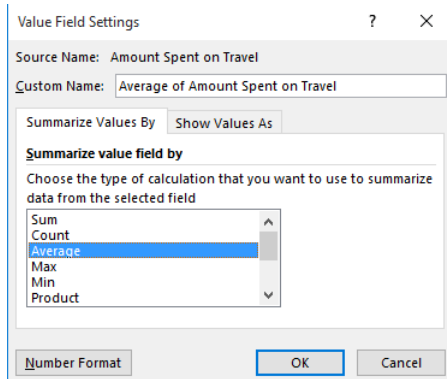 Value Field Settings ? ×
Source Name: Amount Spent on Travel
Custom Name: Average of Amount Spent on Travel
Summarize Values By Show Values As
Summarize value field by
Choose the type of calculation that you want to use to summarize
data from the selected field
Sum
Count
Average
Max
Min
Product
Number Format OK Cancel